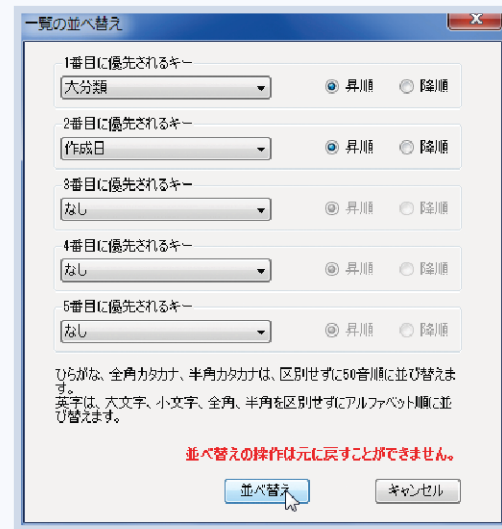 一覧の並べ替え
1番目に優先されるキー
大分類 昇順 降順
2番目に優先されるキー
作成日 昇順 降順
3番目に優先されるキー
なし 昇順 降順
4番目に優先されるキー
なし 昇順 降順
5番目に優先されるキー
なし 昇順 降順
ひらがな、全角カタカナ、半角カタカナは、区別せずに50音順に並び替えま
す。
英字は、大文字、小文字、全角、半角を区別せずにアルファベット順に並
び替えます。
並べ替えの操作は元に戻すことができません。
並べ替え キャンセル